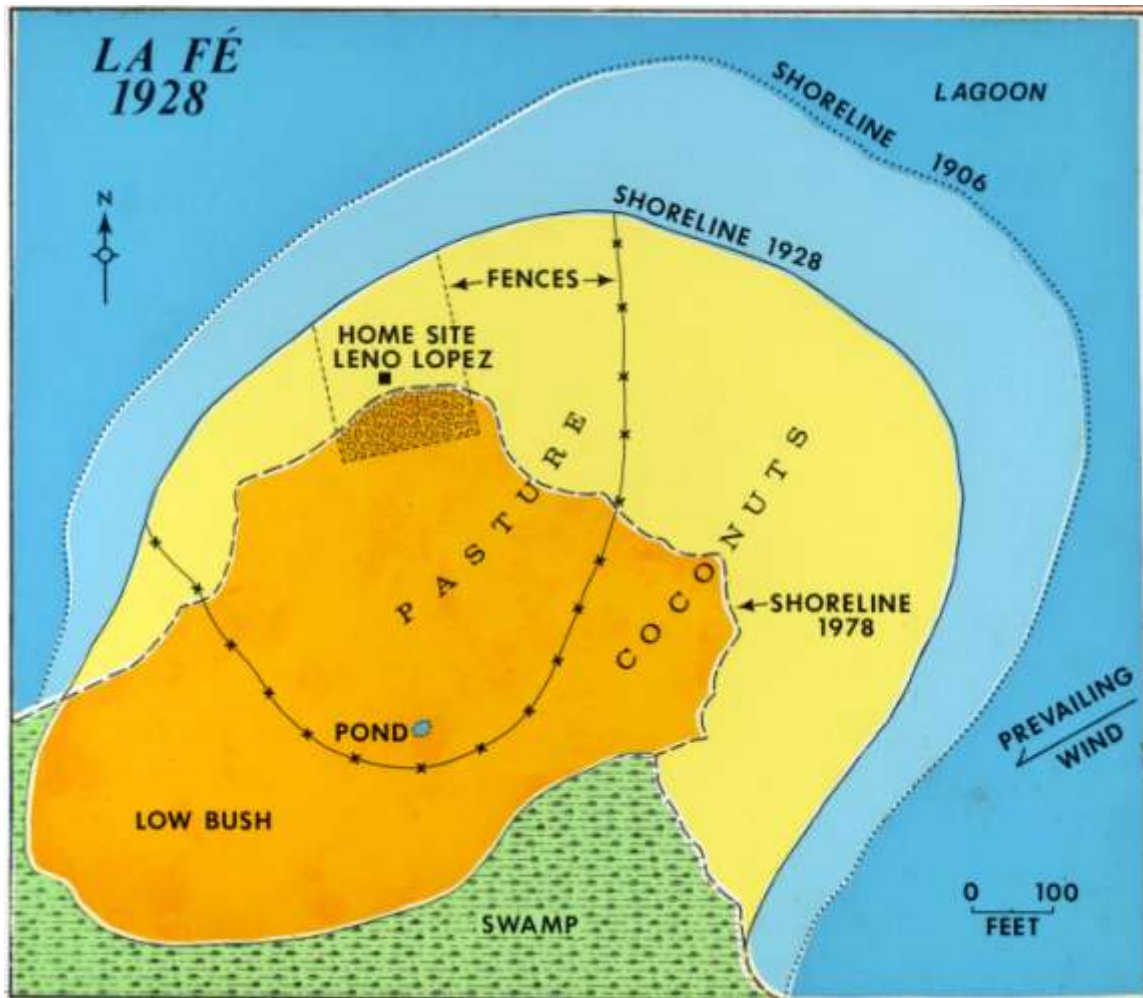 LA FÉ
1928
LAGOON
SHORELINE 1906
N
SHORELINE 1928
FENCES
HOME SITE
LENO LOPEZ
PASTURE
COCONUTS
SHORELINE
1978
PREVAILING
WIND
POND
LOW BUSH
SWAMP
0 100
FEET